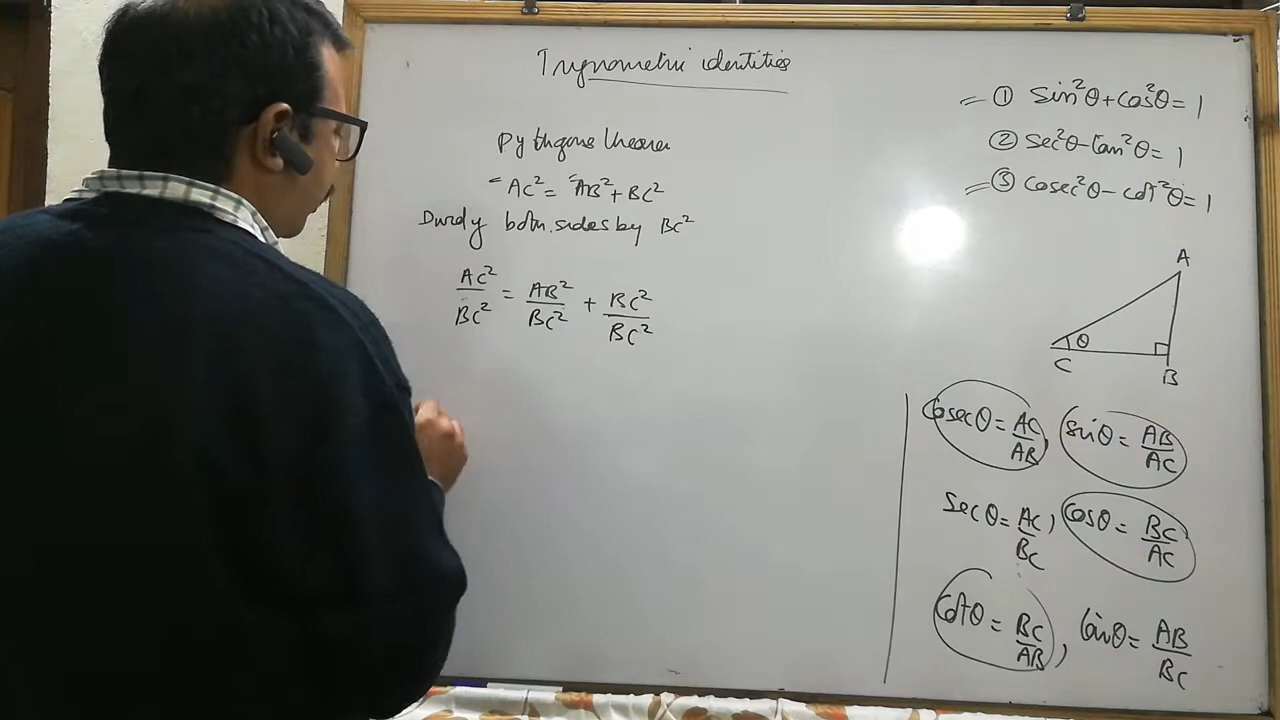 Trignometric identities
Pythgons theorem
AC² = AB² + BC²
both sides by BC²
AC²/BC² = AB²/BC² + BC²/BC²
① sin²θ + cos²θ = 1
② sec²θ - tan²θ = 1
③ cosec²θ - cot²θ = 1
A
θ
C
B
cosecθ = AC/AB, sinθ = AB/AC
secθ = AC/BC, cosθ = BC/AC
cotθ = BC/AB, tanθ = AB/BC